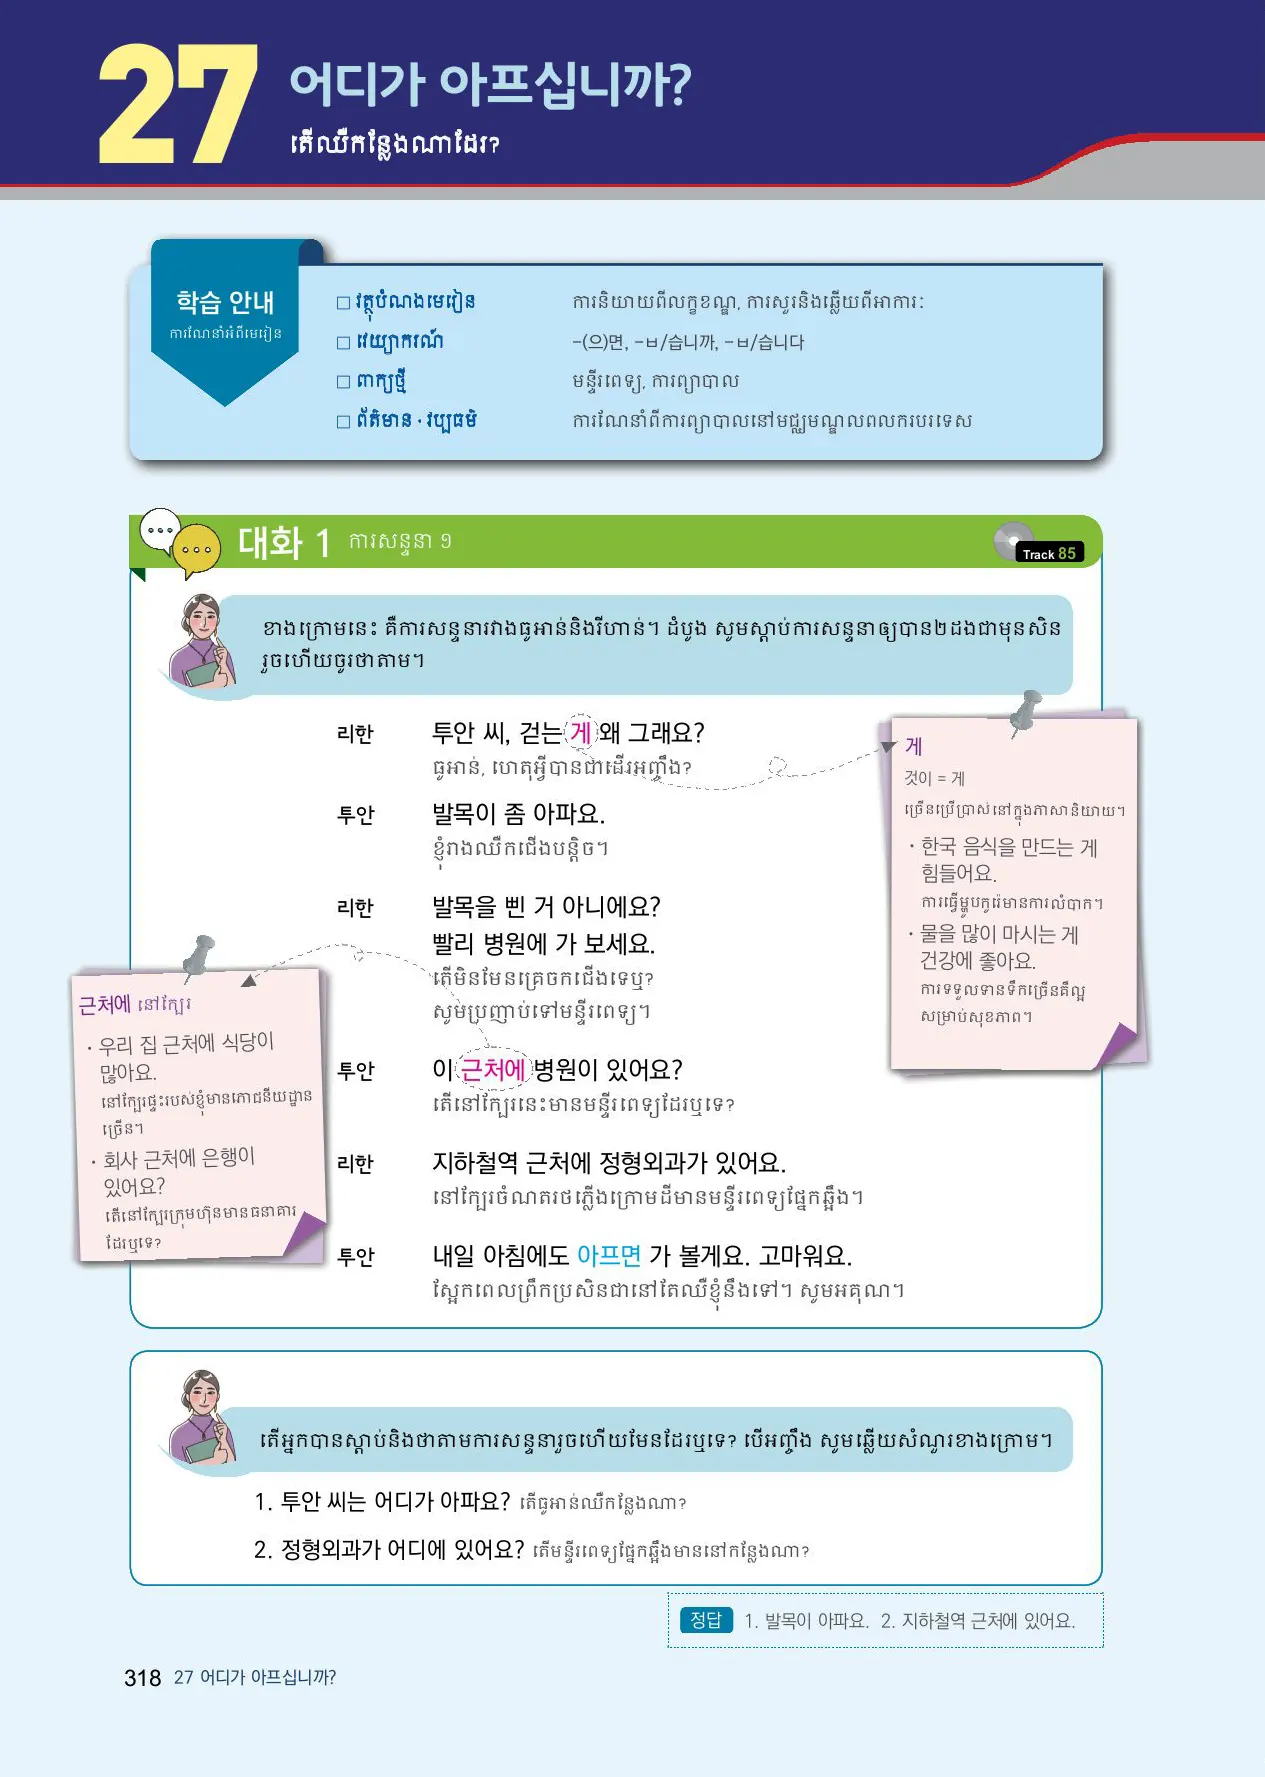 27
어디가 아프십니까?
តើឈឺកន្លែងណាដែរ?
학습 안내
ការណែនាំអំពីមេរៀន
□ វត្ថុបំណងមេរៀន ការនិយាយពីលក្ខខណ្ឌ, ការសួរនិងឆ្លើយពីអាការៈ
□ វេយ្យាករណ៍ -(으)면, -ㅂ/습니까, -ㅂ/습니다
□ ពាក្យថ្មី មន្ទីរពេទ្យ, ការព្យាបាល
□ ព័ត៌មាន · វប្បធម៌ ការណែនាំពីការព្យាបាលនៅមជ្ឈមណ្ឌលពលករបរទេស
대화 1 ការសន្ទនា ១
Track 85
ខាងក្រោមនេះ គឺការសន្ទនារវាងធូអាន់និងរីហាន់។ ដំបូង សូមស្តាប់ការសន្ទនាឲ្យបាន២ដងជាមុនសិន
រួចហើយចូរថាតាម។
리한 투안 씨, 걷는 게 왜 그래요?
ធូអាន់, ហេតុអ្វីបានជាដើរអញ្ចឹង?
투안 발목이 좀 아파요.
ខ្ញុំរាងឈឺកជើងបន្តិច។
리한 발목을 삔 거 아니에요?
빨리 병원에 가 보세요.
តើមិនមែនគ្រេចកជើងទេឬ?
សូមប្រញាប់ទៅមន្ទីរពេទ្យ។
투안 이 근처에 병원이 있어요?
តើនៅក្បែរនេះមានមន្ទីរពេទ្យដែរឬទេ?
리한 지하철역 근처에 정형외과가 있어요.
នៅក្បែរចំណតរថភ្លើងក្រោមដីមានមន្ទីរពេទ្យផ្នែកឆ្អឹង។
투안 내일 아침에도 아프면 가 볼게요. 고마워요.
ស្អែកពេលព្រឹកប្រសិនជានៅតែឈឺខ្ញុំនឹងទៅ។ សូមអគុណ។
게
것이 = 게
ច្រើនប្រើប្រាស់នៅក្នុងភាសានិយាយ។
· 한국 음식을 만드는 게
힘들어요.
ការធ្វើម្ហូបកូរ៉េមានការលំបាក។
· 물을 많이 마시는 게
건강에 좋아요.
ការទទួលទានទឹកច្រើនគឺល្អ
សម្រាប់សុខភាព។
근처에 នៅក្បែរ
· 우리 집 근처에 식당이
많아요.
នៅក្បែរផ្ទះរបស់ខ្ញុំមានភោជនីយដ្ឋាន
ច្រើន។
· 회사 근처에 은행이
있어요?
តើនៅក្បែរក្រុមហ៊ុនមានធនាគារ
ដែរឬទេ?
តើអ្នកបានស្តាប់និងថាតាមការសន្ទនារួចហើយមែនដែរឬទេ? បើអញ្ចឹង សូមឆ្លើយសំណួរខាងក្រោម។
1. 투안 씨는 어디가 아파요? តើធូអាន់ឈឺកន្លែងណា?
2. 정형외과가 어디에 있어요? តើមន្ទីរពេទ្យផ្នែកឆ្អឹងមាននៅកន្លែងណា?
정답 1. 발목이 아파요. 2. 지하철역 근처에 있어요.
318 27 어디가 아프십니까?